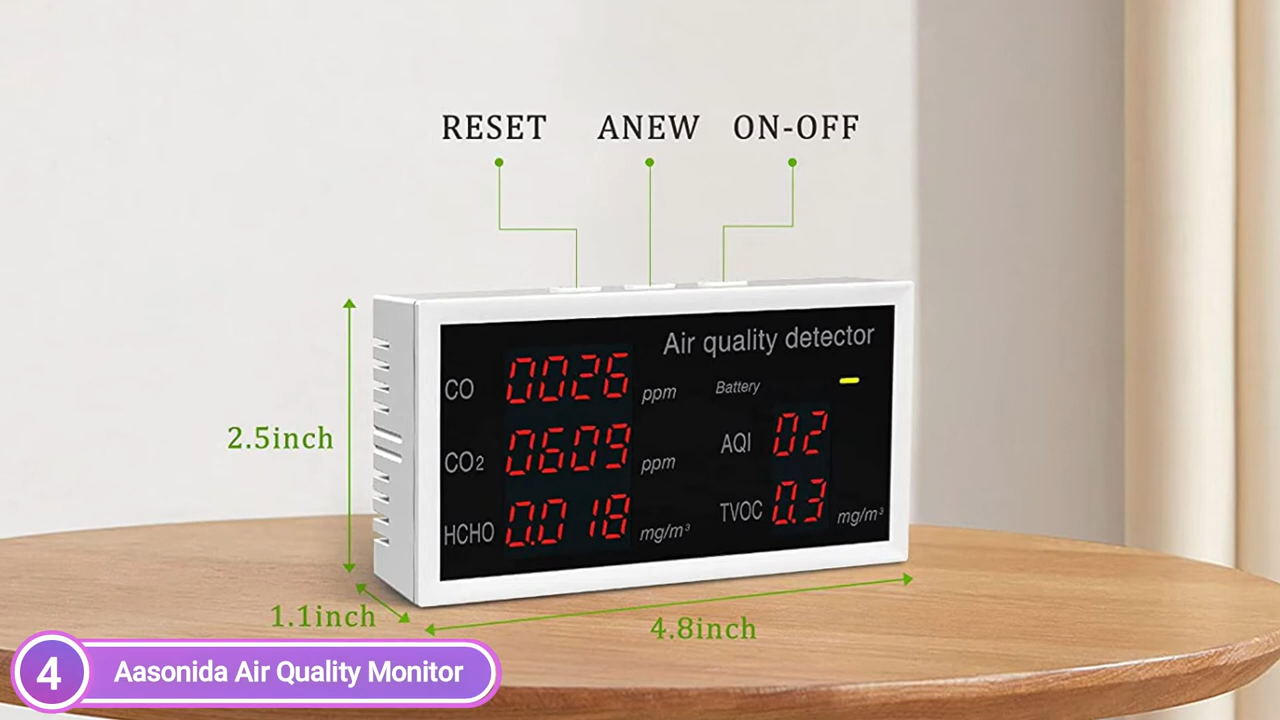 RESET ANEW ON-OFF
Air quality detector
CO 0026 ppm
Battery
CO2 0609 ppm
AQI 02
HCHO 0.018 mg/m³
TVOC 0.3 mg/m³
2.5inch
1.1inch
4.8inch
4 Aasonida Air Quality Monitor